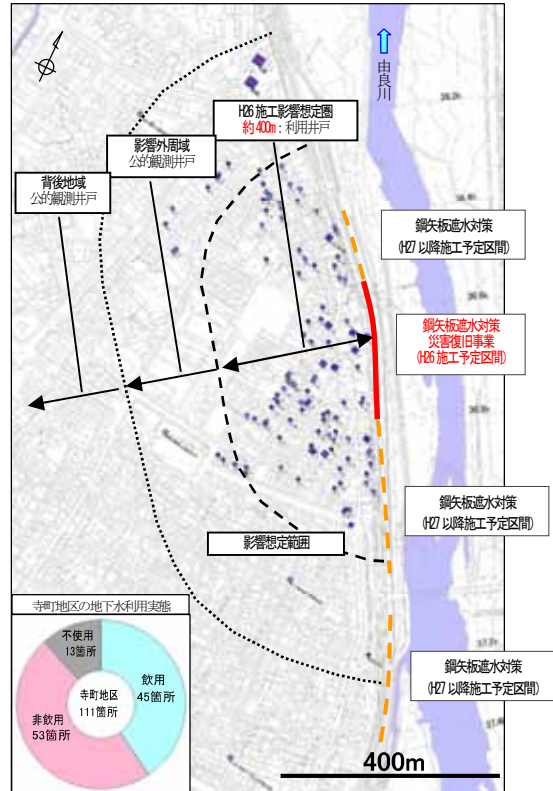 由良川
H26 施工影響想定圏
約400m：利用井戸
影響外周域
公的観測井戸
背後地域
公的観測井戸
鋼矢板遮水対策
(H27 以降施工予定区間)
鋼矢板遮水対策
災害復旧事業
(H26 施工予定区間)
鋼矢板遮水対策
(H27 以降施工予定区間)
影響想定範囲
鋼矢板遮水対策
(H27 以降施工予定区間)
寺町地区の地下水利用実態
不使用
13箇所
飲用
45箇所
寺町地区
111箇所
非飲用
53箇所
400m